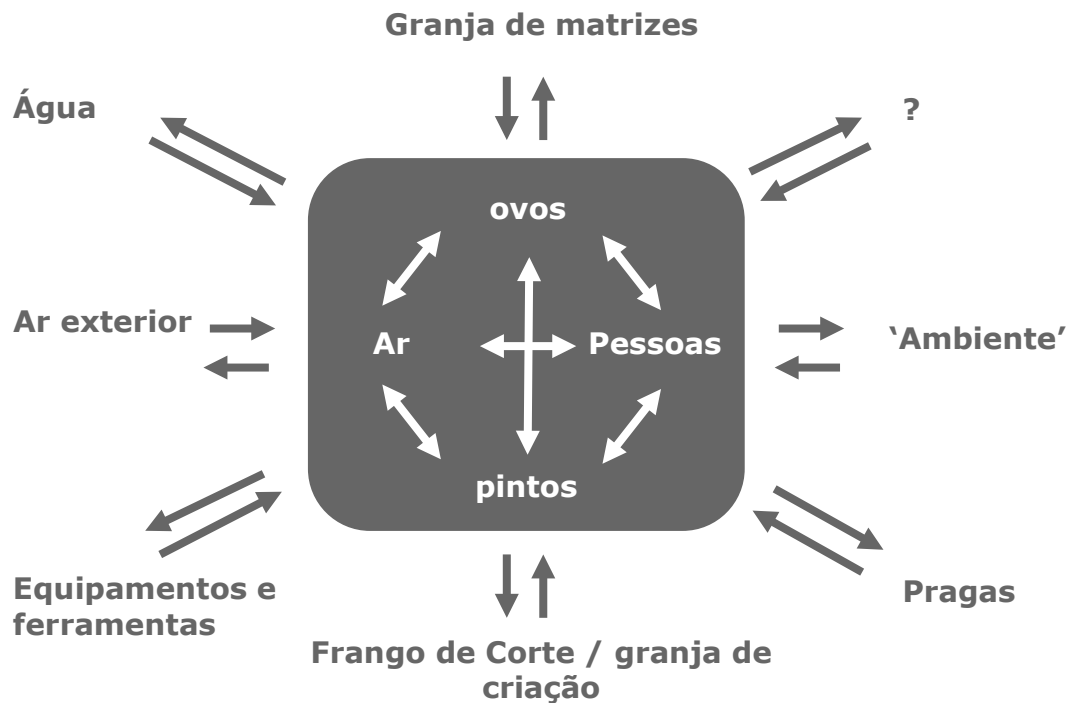 Granja de matrizes
Água
?
ovos
Ar exterior
Ar
Pessoas
‘Ambiente’
pintos
Equipamentos e
ferramentas
Pragas
Frango de Corte / granja de
criação